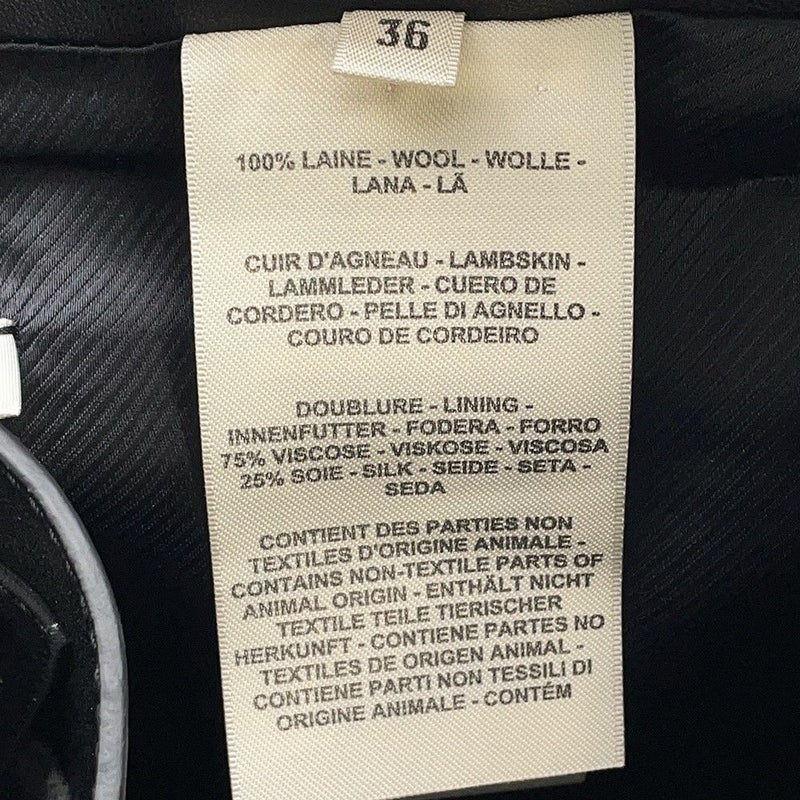 36
100% LAINE - WOOL - WOLLE -
LANA - LÃ
CUIR D'AGNEAU - LAMBSKIN -
LAMMLEDER - CUERO DE
CORDERO - PELLE DI AGNELLO -
COURO DE CORDEIRO
DOUBLURE - LINING -
INNENFUTTER - FODERA - FORRO
75% VISCOSE - VISKOSE - VISCOSA
25% SOIE - SILK - SEIDE - SETA -
SEDA
CONTIENT DES PARTIES NON
TEXTILES D'ORIGINE ANIMALE -
CONTAINS NON-TEXTILE PARTS OF
ANIMAL ORIGIN - ENTHÄLT NICHT
TEXTILE TEILE TIERISCHER
HERKUNFT - CONTIENE PARTES NO
TEXTILES DE ORIGEN ANIMAL -
CONTIENE PARTI NON TESSILI DI
ORIGINE ANIMALE - CONTÉM